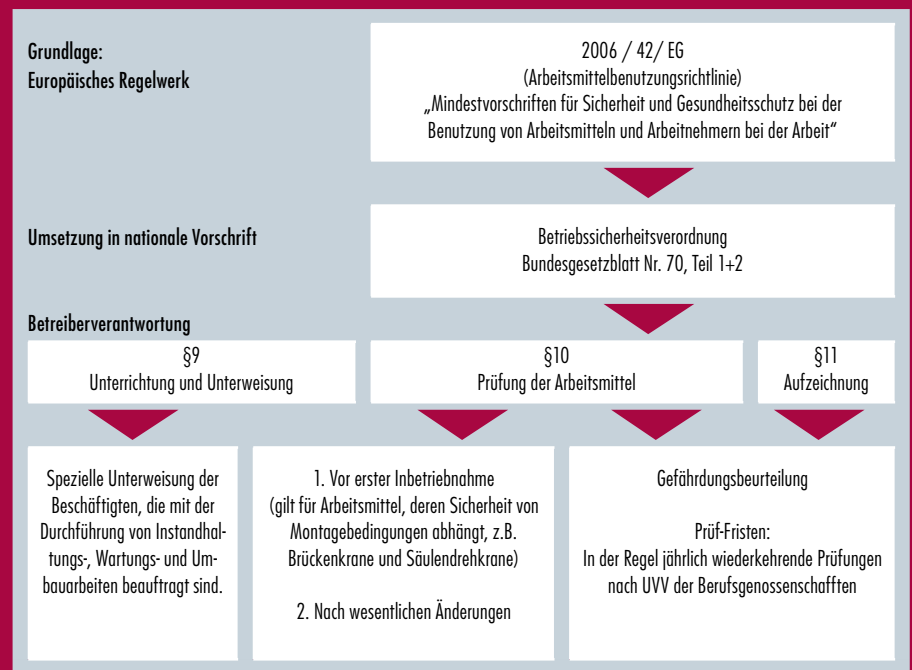 Grundlage:
Europäisches Regelwerk
2006 / 42/ EG
(Arbeitsmittelbenutzungsrichtlinie)
„Mindestvorschriften für Sicherheit und Gesundheitsschutz bei der
Benutzung von Arbeitsmitteln und Arbeitnehmern bei der Arbeit“
Umsetzung in nationale Vorschrift
Betriebssicherheitsverordnung
Bundesgesetzblatt Nr. 70, Teil 1+2
Betreiberverantwortung
§9
Unterrichtung und Unterweisung
§10
Prüfung der Arbeitsmittel
§11
Aufzeichnung
Spezielle Unterweisung der
Beschäftigten, die mit der
Durchführung von Instandhal-
tungs-, Wartungs- und Um-
bauarbeiten beauftragt sind.
1. Vor erster Inbetriebnahme
(gilt für Arbeitsmittel, deren Sicherheit von
Montagebedingungen abhängt, z.B.
Brückenkrane und Säulendrehkrane)
2. Nach wesentlichen Änderungen
Gefährdungsbeurteilung
Prüf-Fristen:
In der Regel jährlich wiederkehrende Prüfungen
nach UVV der Berufsgenossenschafften